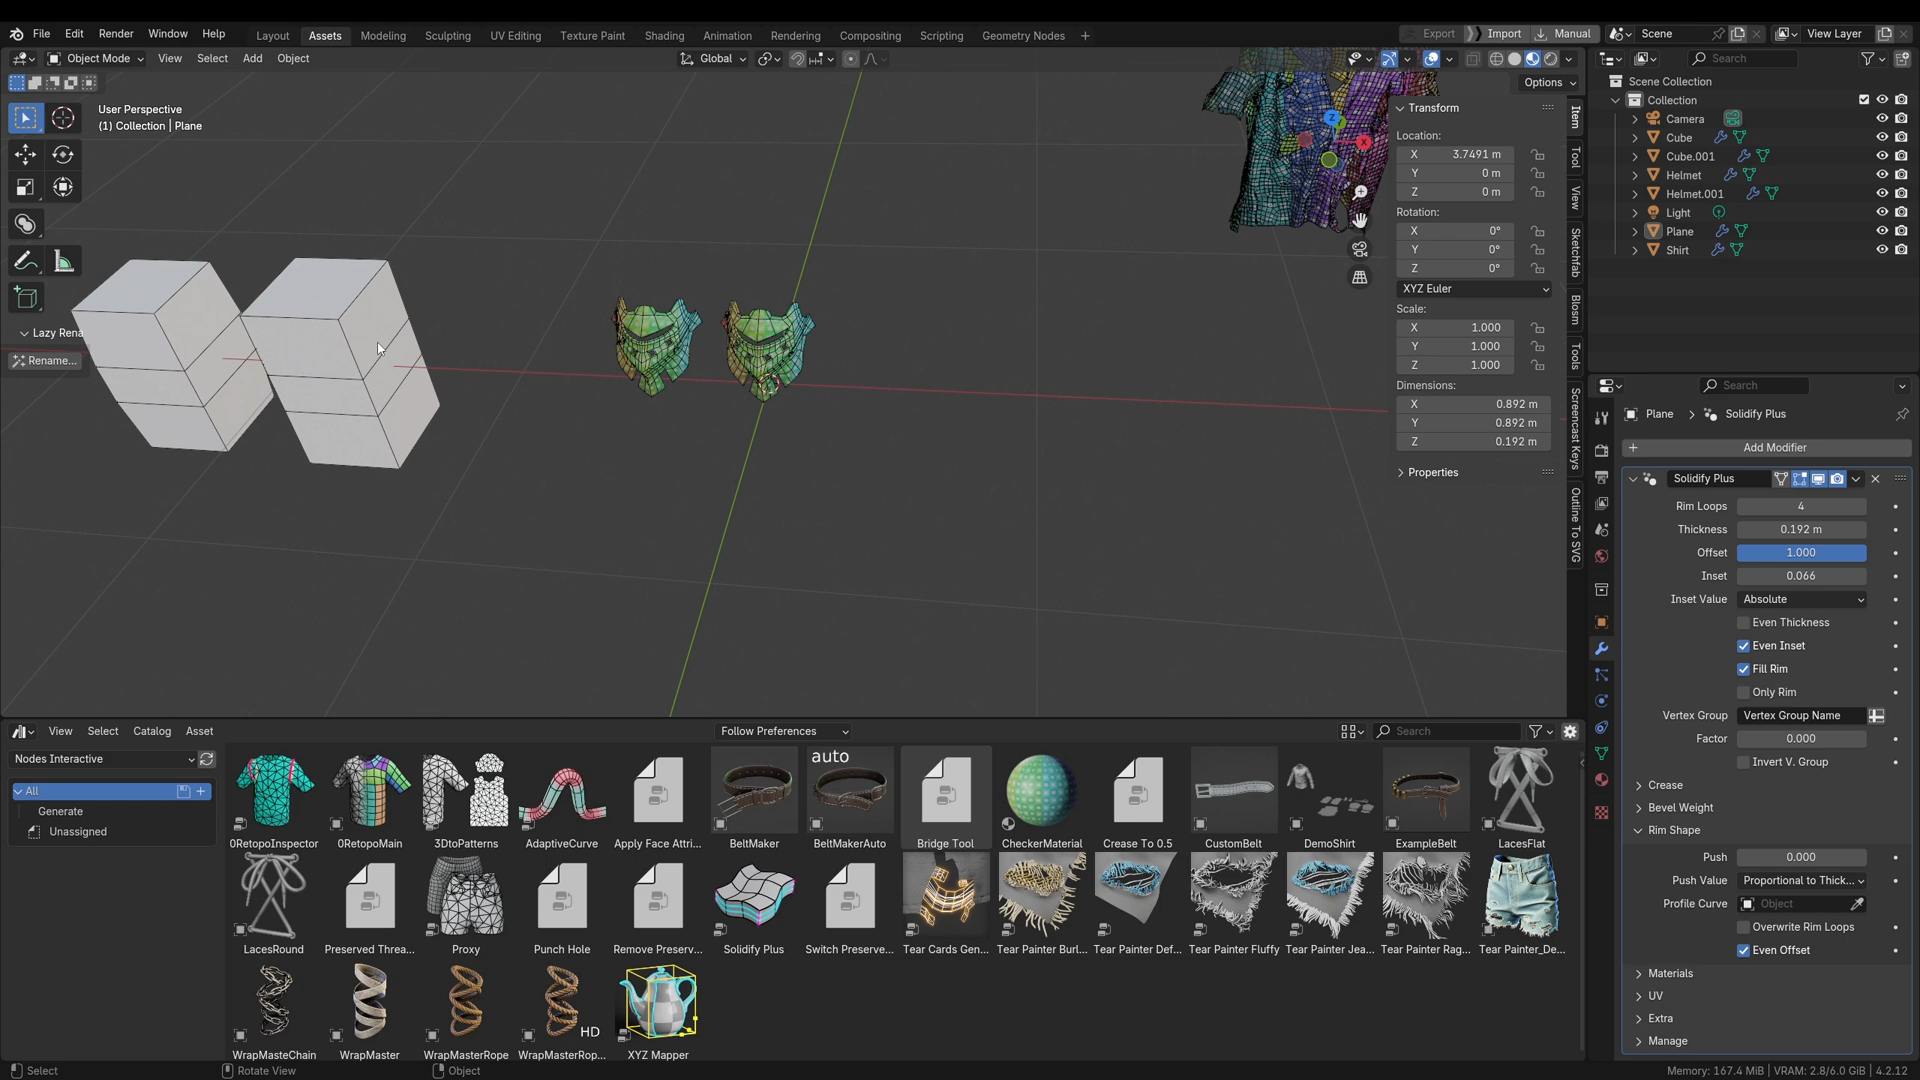 File Edit Render Window Help Layout Assets Modeling Sculpting UV Editing Texture Paint Shading Animation Rendering Compositing Scripting Geometry Nodes + Export Import Manual Scene View Layer
Object Mode View Select Add Object Global Search
Options
User Perspective
(1) Collection | Plane
Lazy Rena
Rename...
Transform
Location:
X 3.7491 m
Y 0 m
Z 0 m
Rotation:
X 0°
Y 0°
Z 0°
XYZ Euler
Scale:
X 1.000
Y 1.000
Z 1.000
Dimensions:
X 0.892 m
Y 0.892 m
Z 0.192 m
Properties
Z
X
Item
Tool
View
Sketchfab
Blosm
Tools
Screencast Keys
Outline To SVG
Scene Collection
Collection
Camera
Cube
Cube.001
Helmet
Helmet.001
Light
Plane
Shirt
Search
Plane > Solidify Plus
+ Add Modifier
Solidify Plus
Rim Loops 4
Thickness 0.192 m
Offset 1.000
Inset 0.066
Inset Value Absolute
Even Thickness
Even Inset
Fill Rim
Only Rim
Vertex Group Vertex Group Name
Factor 0.000
Invert V. Group
Crease
Bevel Weight
Rim Shape
Push 0.000
Push Value Proportional to Thick...
Profile Curve Object
Overwrite Rim Loops
Even Offset
Materials
UV
Extra
Manage
View Select Catalog Asset Follow Preferences Search
Nodes Interactive
All
Generate
Unassigned
auto
0RetopoInspector 0RetopoMain 3DtoPatterns AdaptiveCurve Apply Face Attri... BeltMaker BeltMakerAuto Bridge Tool CheckerMaterial Crease To 0.5 CustomBelt DemoShirt ExampleBelt LacesFlat
LacesRound Preserved Threa... Proxy Punch Hole Remove Preserv... Solidify Plus Switch Preserve... Tear Cards Gen... Tear Painter Burl... Tear Painter Def... Tear Painter Fluffy Tear Painter Jea... Tear Painter Rag... Tear Painter_De...
HD
WrapMasteChain WrapMaster WrapMasterRope WrapMasterRop... XYZ Mapper
Select Rotate View Object Memory: 167.4 MiB | VRAM: 2.8/6.0 GiB | 4.2.12